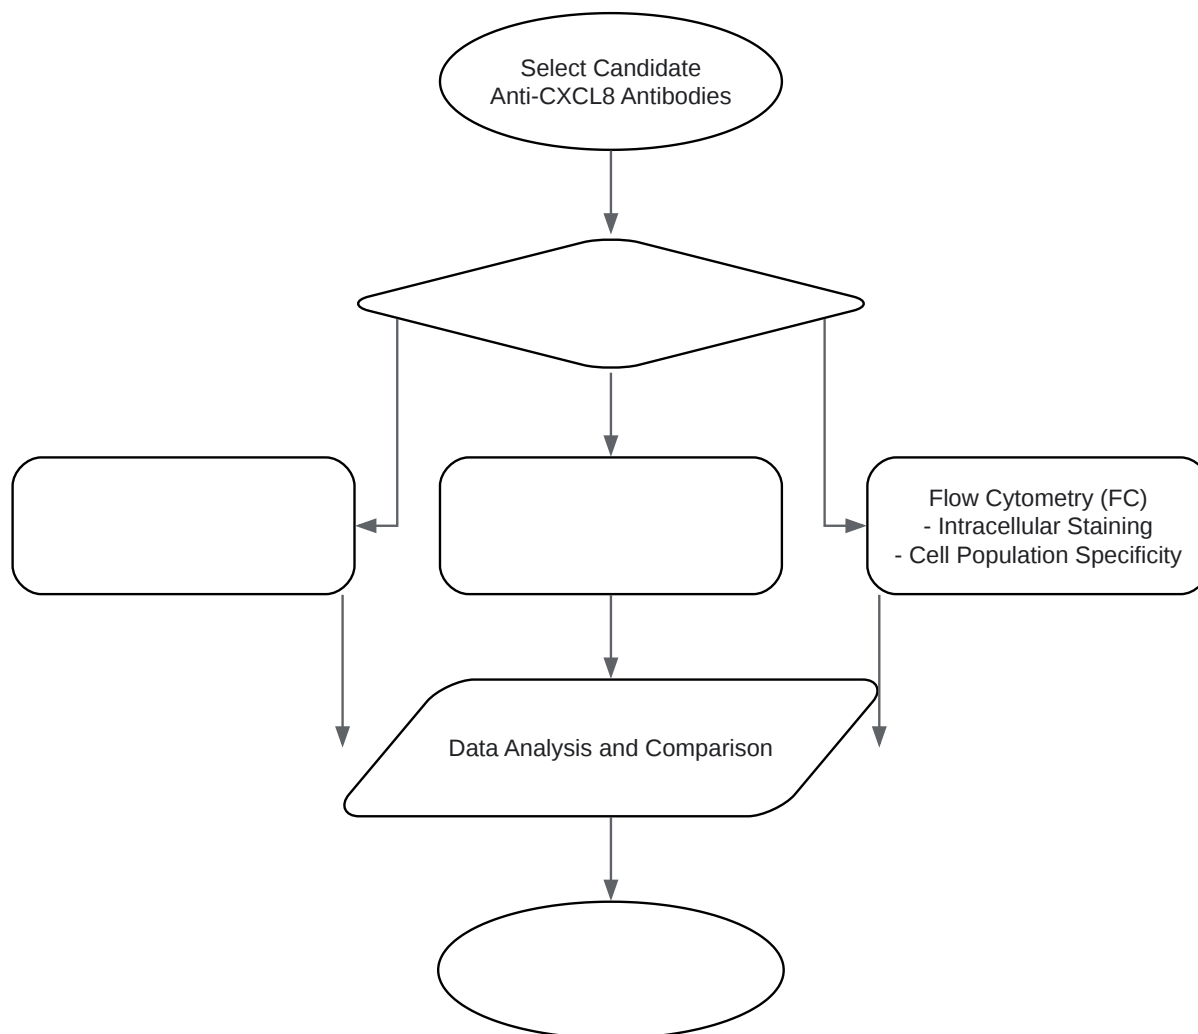 Select Candidate
Anti-CXCL8 Antibodies
Flow Cytometry (FC)
- Intracellular Staining
- Cell Population Specificity
Data Analysis and Comparison